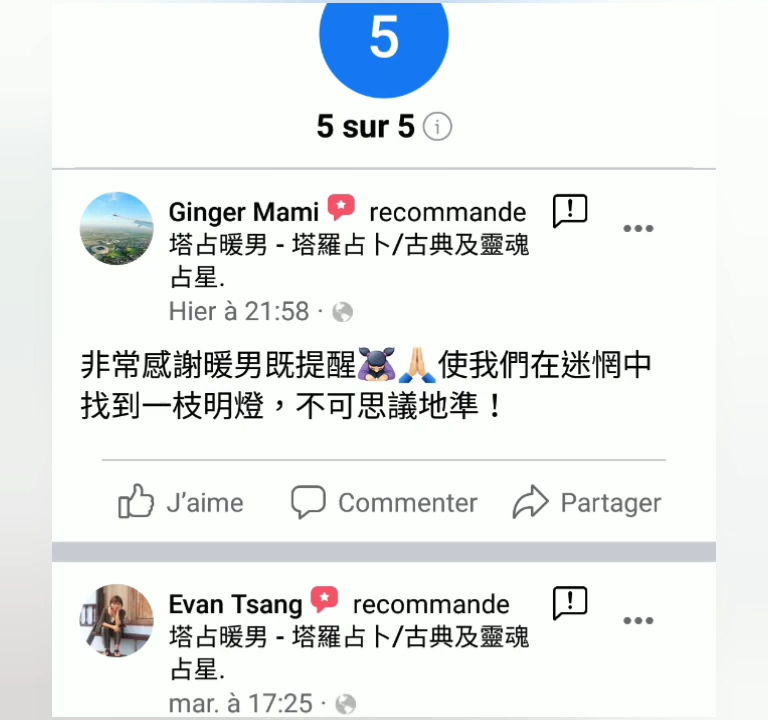 5
5 sur 5
Ginger Mami recommande
塔占暖男 - 塔羅占卜/古典及靈魂
占星.
Hier à 21:58 ·
非常感謝暖男既提醒🙇‍♀️🙏🏻使我們在迷惘中
找到一枝明燈，不可思議地準！
J’aime Commenter Partager
Evan Tsang recommande
塔占暖男 - 塔羅占卜/古典及靈魂
占星.
mar. à 17:25 ·